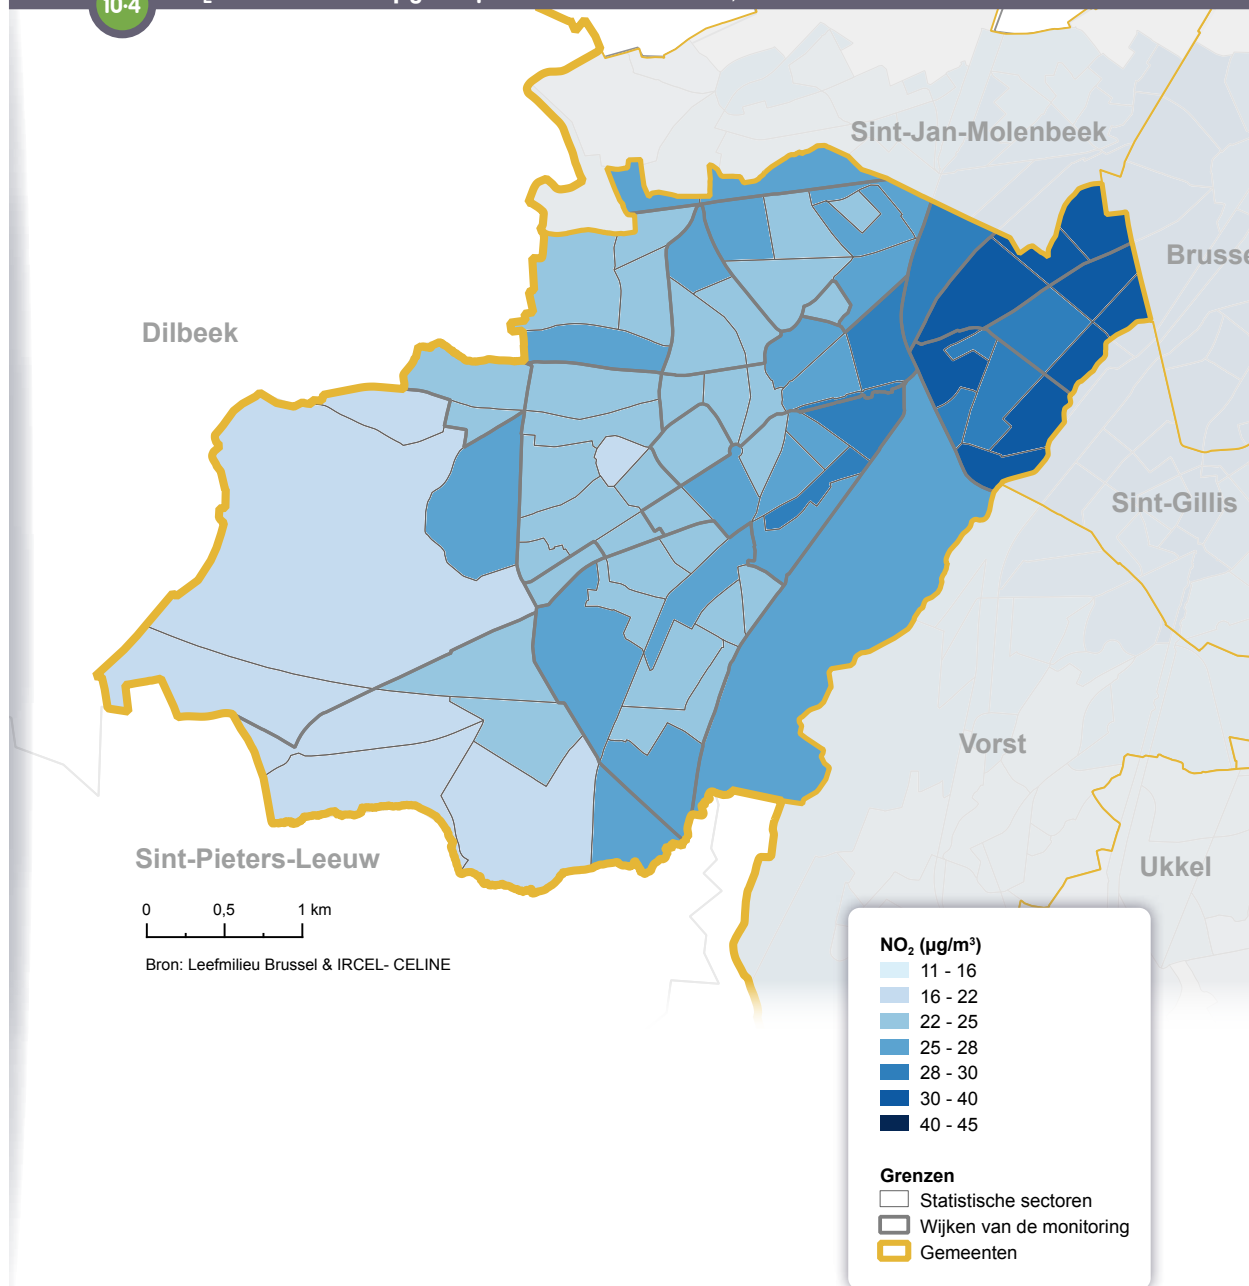 10·4
Sint-Jan-Molenbeek
Dilbeek
Sint-Gillis
Vorst
Sint-Pieters-Leeuw
Ukkel
0 0,5 1 km
Bron: Leefmilieu Brussel & IRCEL- CELINE
NO₂ (µg/m³)
11 - 16
16 - 22
22 - 25
25 - 28
28 - 30
30 - 40
40 - 45
Grenzen
Statistische sectoren
Wijken van de monitoring
Gemeenten